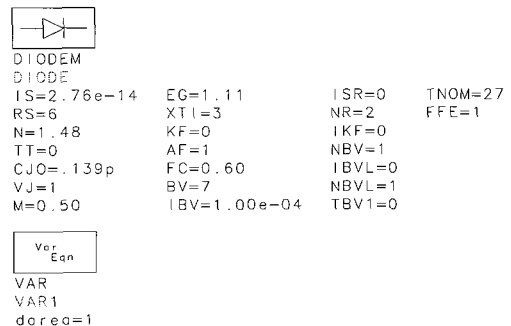 DIODEM
DIODE
IS=2.76e-14 EG=1.11 ISR=0 TNOM=27
RS=6 XTI=3 NR=2 FFE=1
N=1.48 KF=0 IKF=0
TT=0 AF=1 NBV=1
CJO=.139p FC=0.60 IBVL=0
VJ=1 BV=7 NBVL=1
M=0.50 IBV=1.00e-04 TBV1=0
Var
Eqn
VAR
VAR1
darea=1